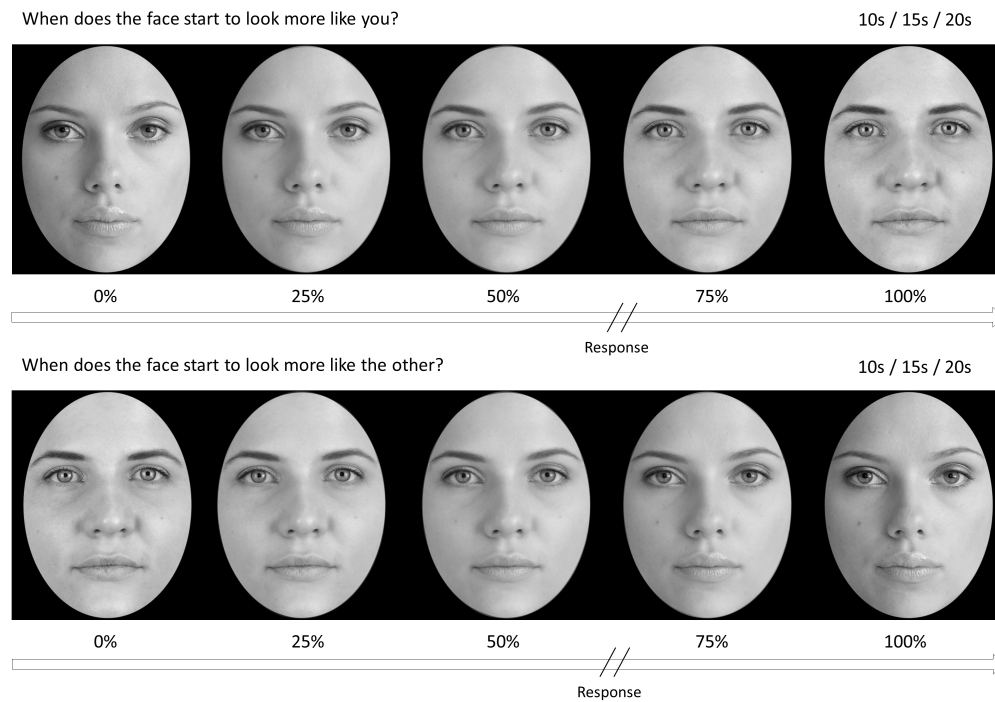 When does the face start to look more like you? 10s / 15s / 20s
0% 25% 50% 75% 100%
Response
When does the face start to look more like the other? 10s / 15s / 20s
0% 25% 50% 75% 100%
Response